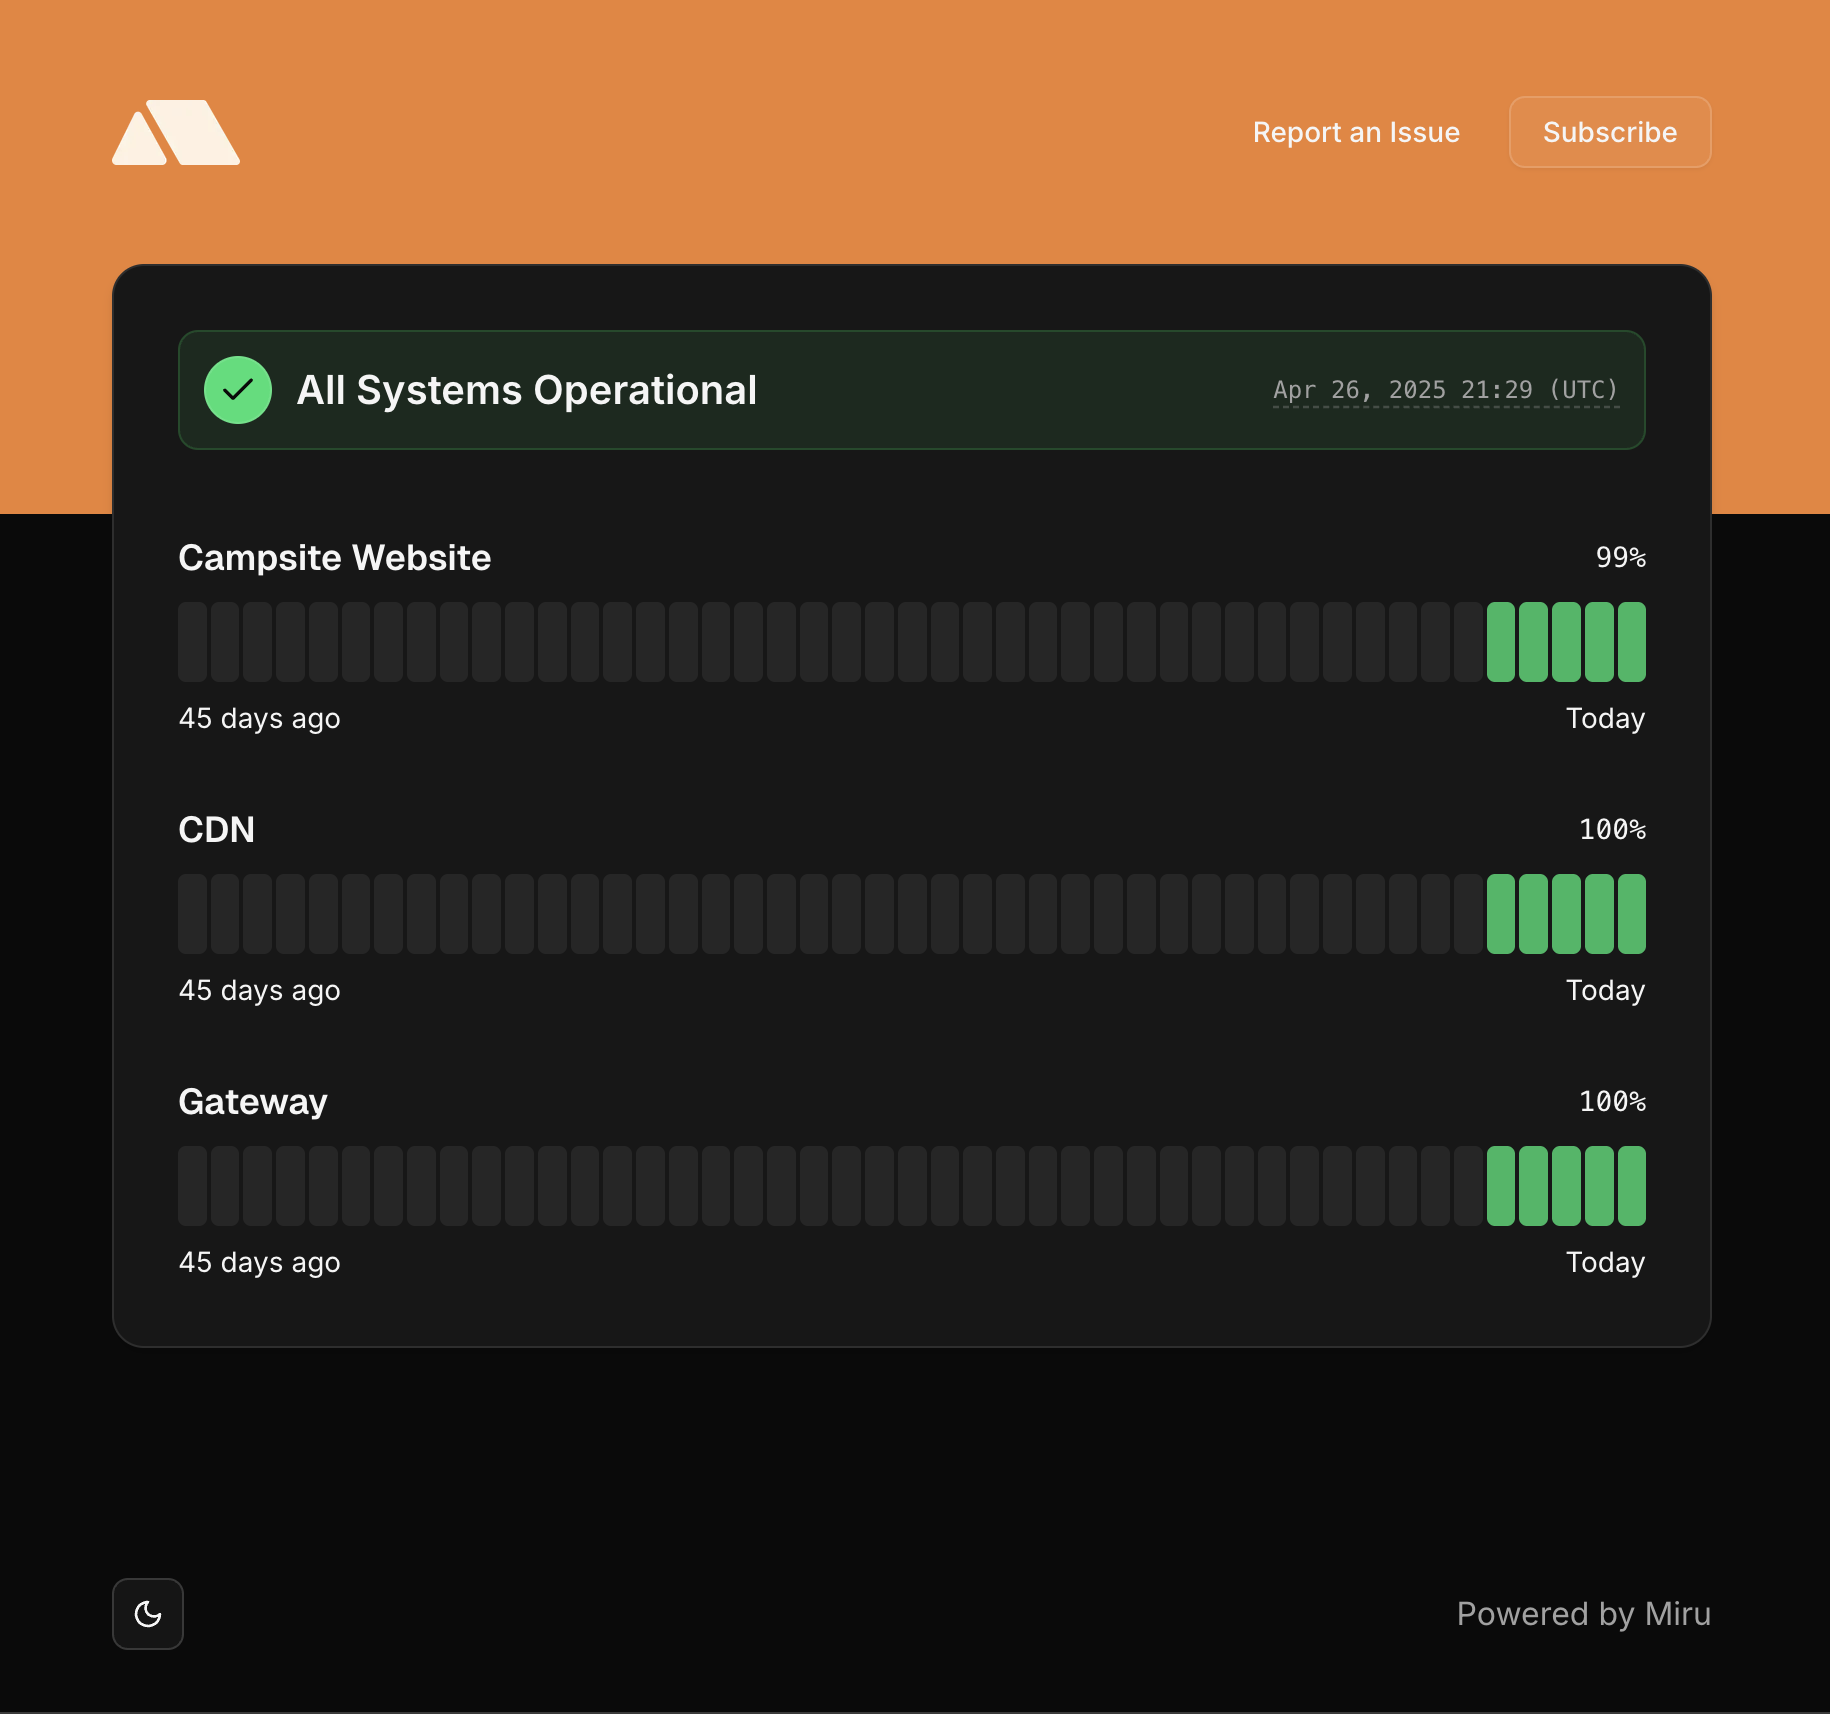 Report an Issue
Subscribe
All Systems Operational
Apr 26, 2025 21:29 (UTC)
Campsite Website
99%
45 days ago
Today
CDN
100%
45 days ago
Today
Gateway
100%
45 days ago
Today
Powered by Miru